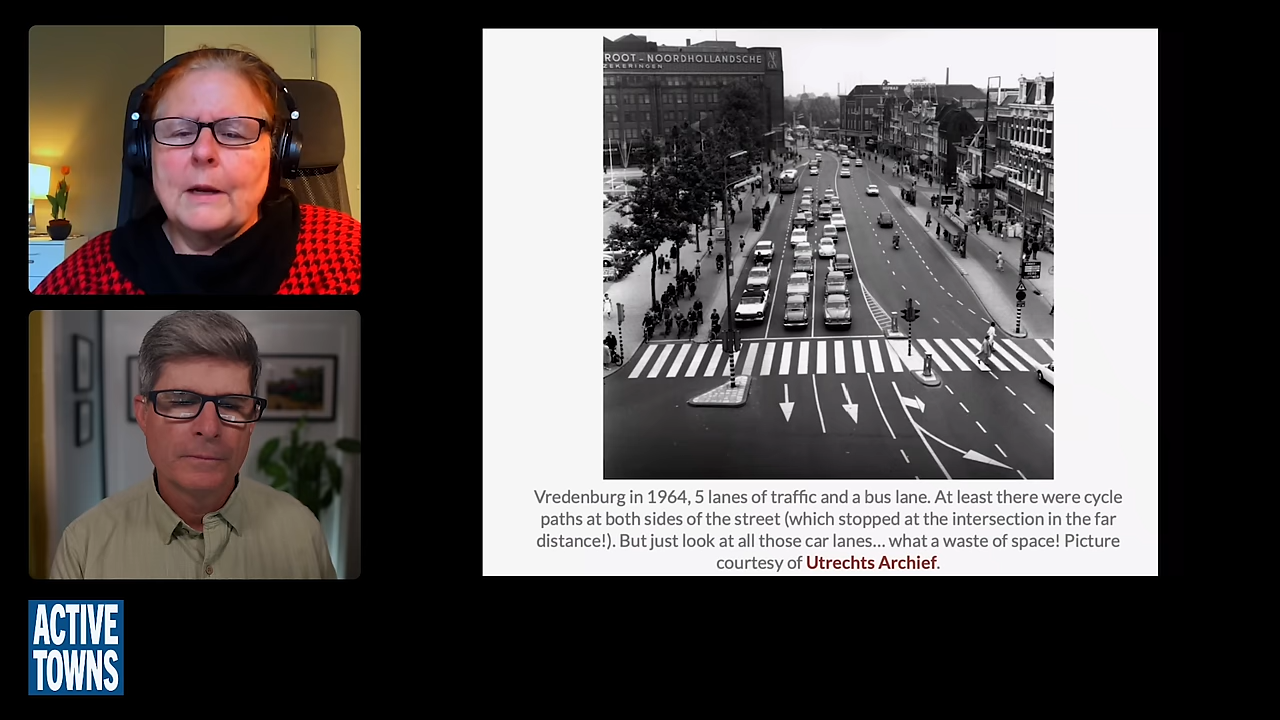 ROOT-NOORDHOLLANDSCHE
ZEKERINGEN
Vredenburg in 1964, 5 lanes of traffic and a bus lane. At least there were cycle
paths at both sides of the street (which stopped at the intersection in the far
distance!). But just look at all those car lanes... what a waste of space! Picture
courtesy of Utrechts Archief.
ACTIVE
TOWNS